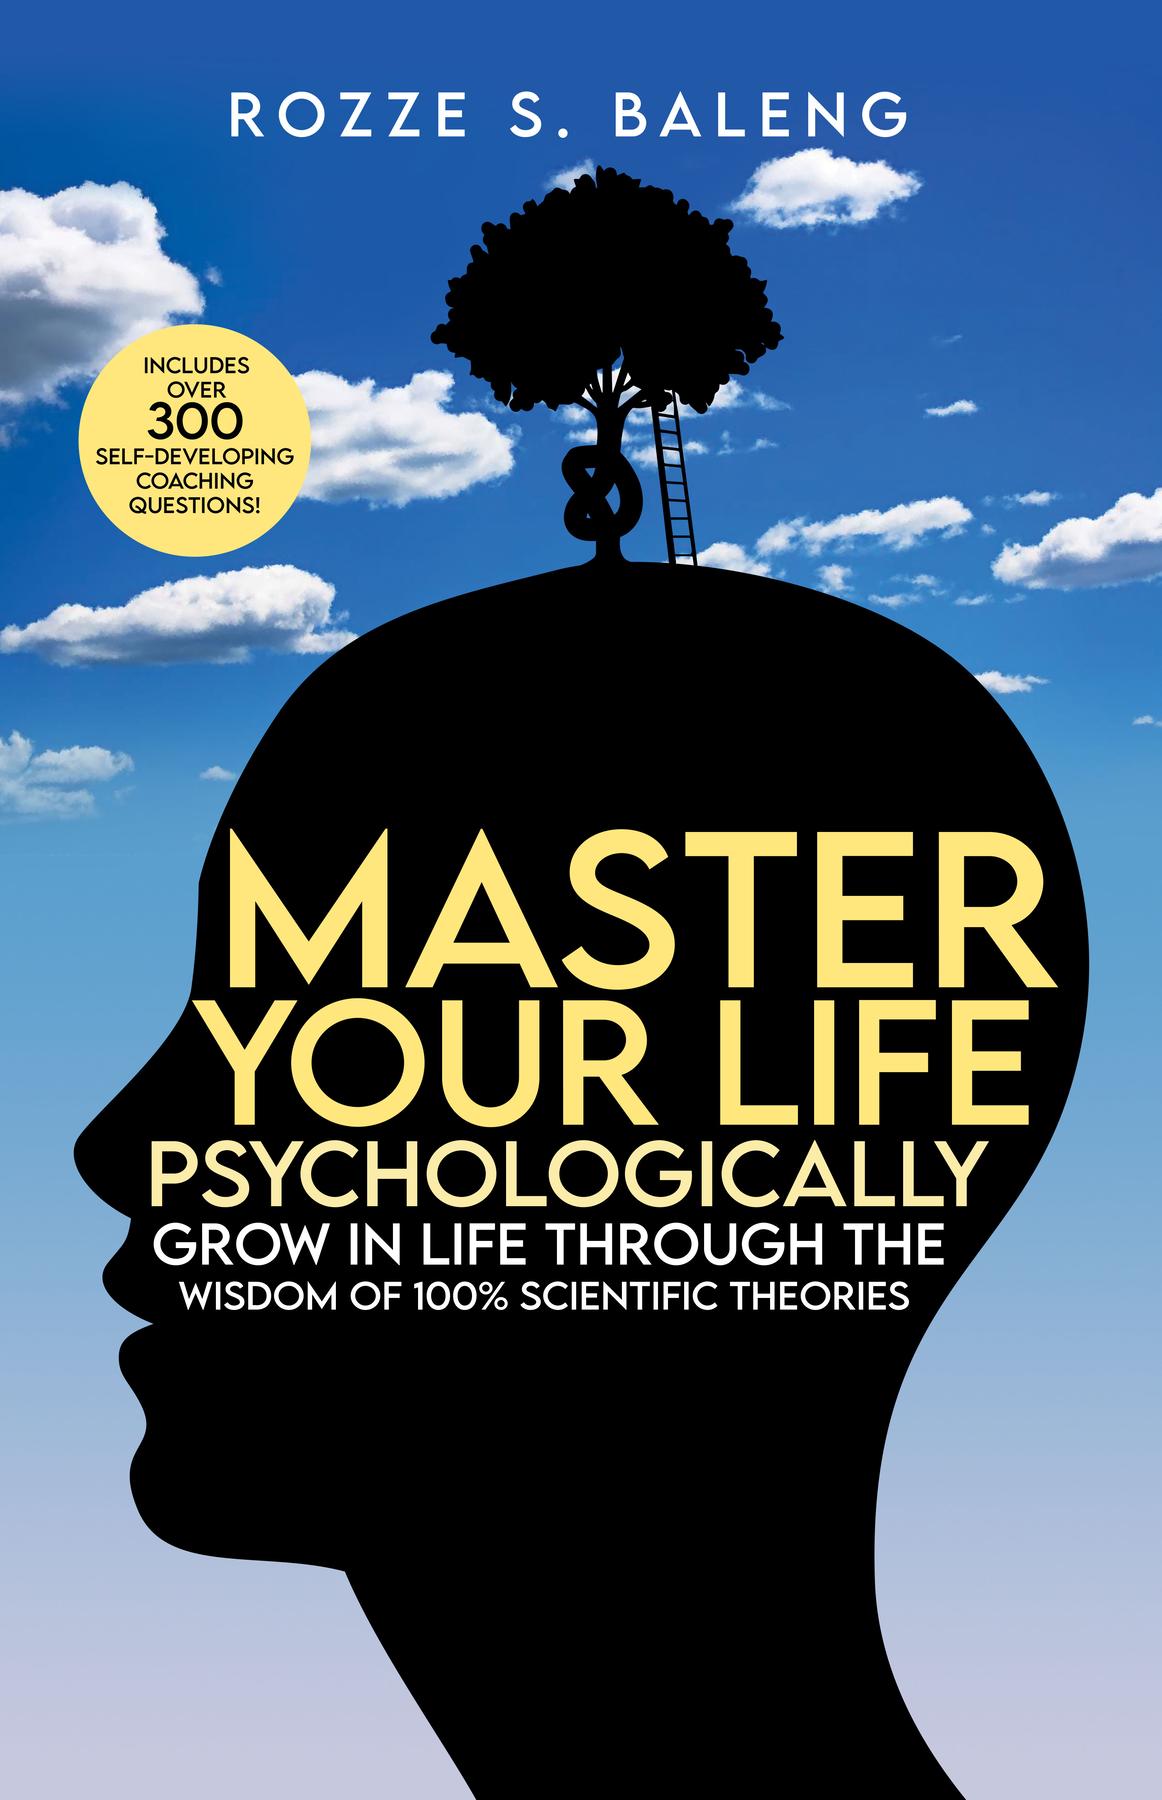 ROZZE S. BALENG
INCLUDES
OVER
300
SELF-DEVELOPING
COACHING
QUESTIONS!
MASTER
YOUR LIFE
PSYCHOLOGICALLY
GROW IN LIFE THROUGH THE
WISDOM OF 100% SCIENTIFIC THEORIES